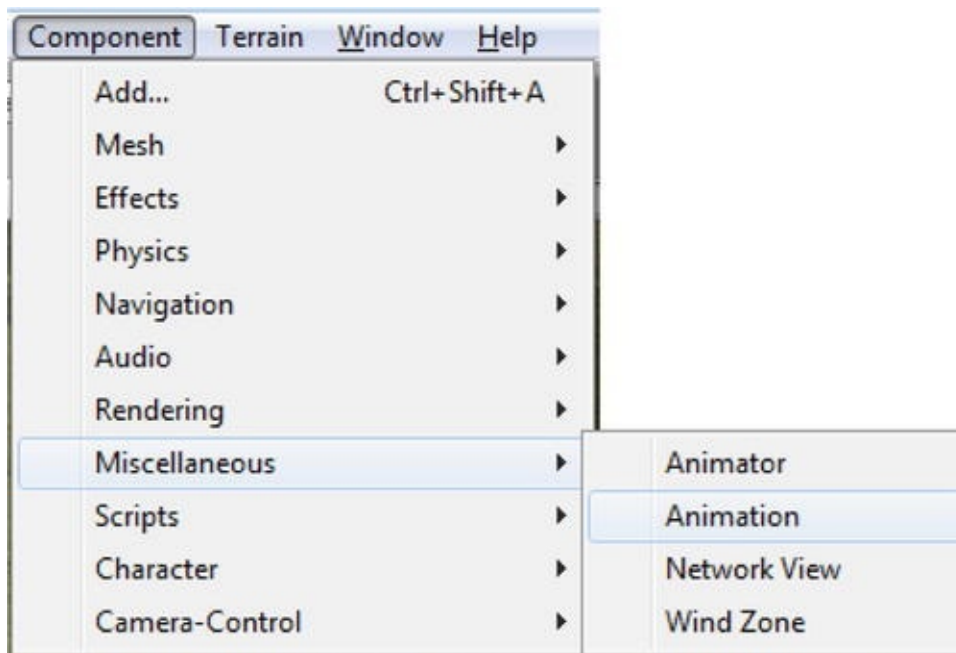 Component Terrain Window Help
Add... Ctrl+Shift+A
Mesh
Effects
Physics
Navigation
Audio
Rendering
Miscellaneous
Scripts
Character
Camera-Control
Animator
Animation
Network View
Wind Zone